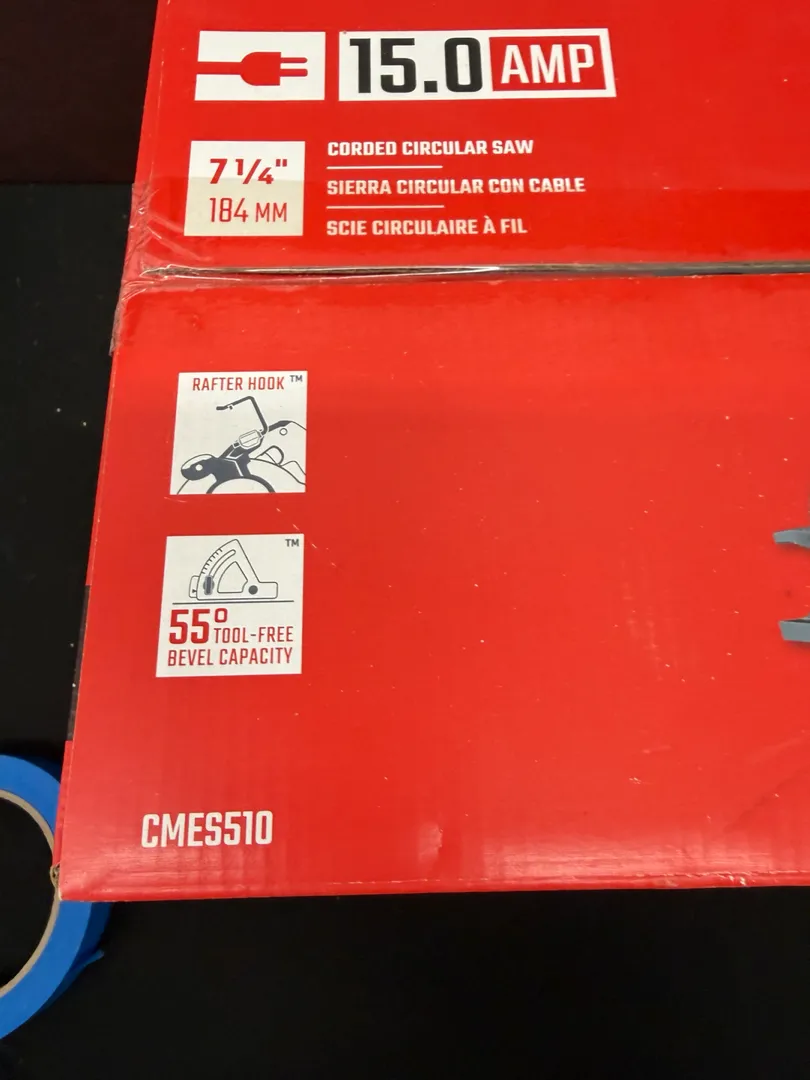 15.0 AMP
7 1/4"
184 MM
CORDED CIRCULAR SAW
SIERRA CIRCULAR CON CABLE
SCIE CIRCULAIRE À FIL
RAFTER HOOK ™
™
55° TOOL-FREE
BEVEL CAPACITY
CMES510